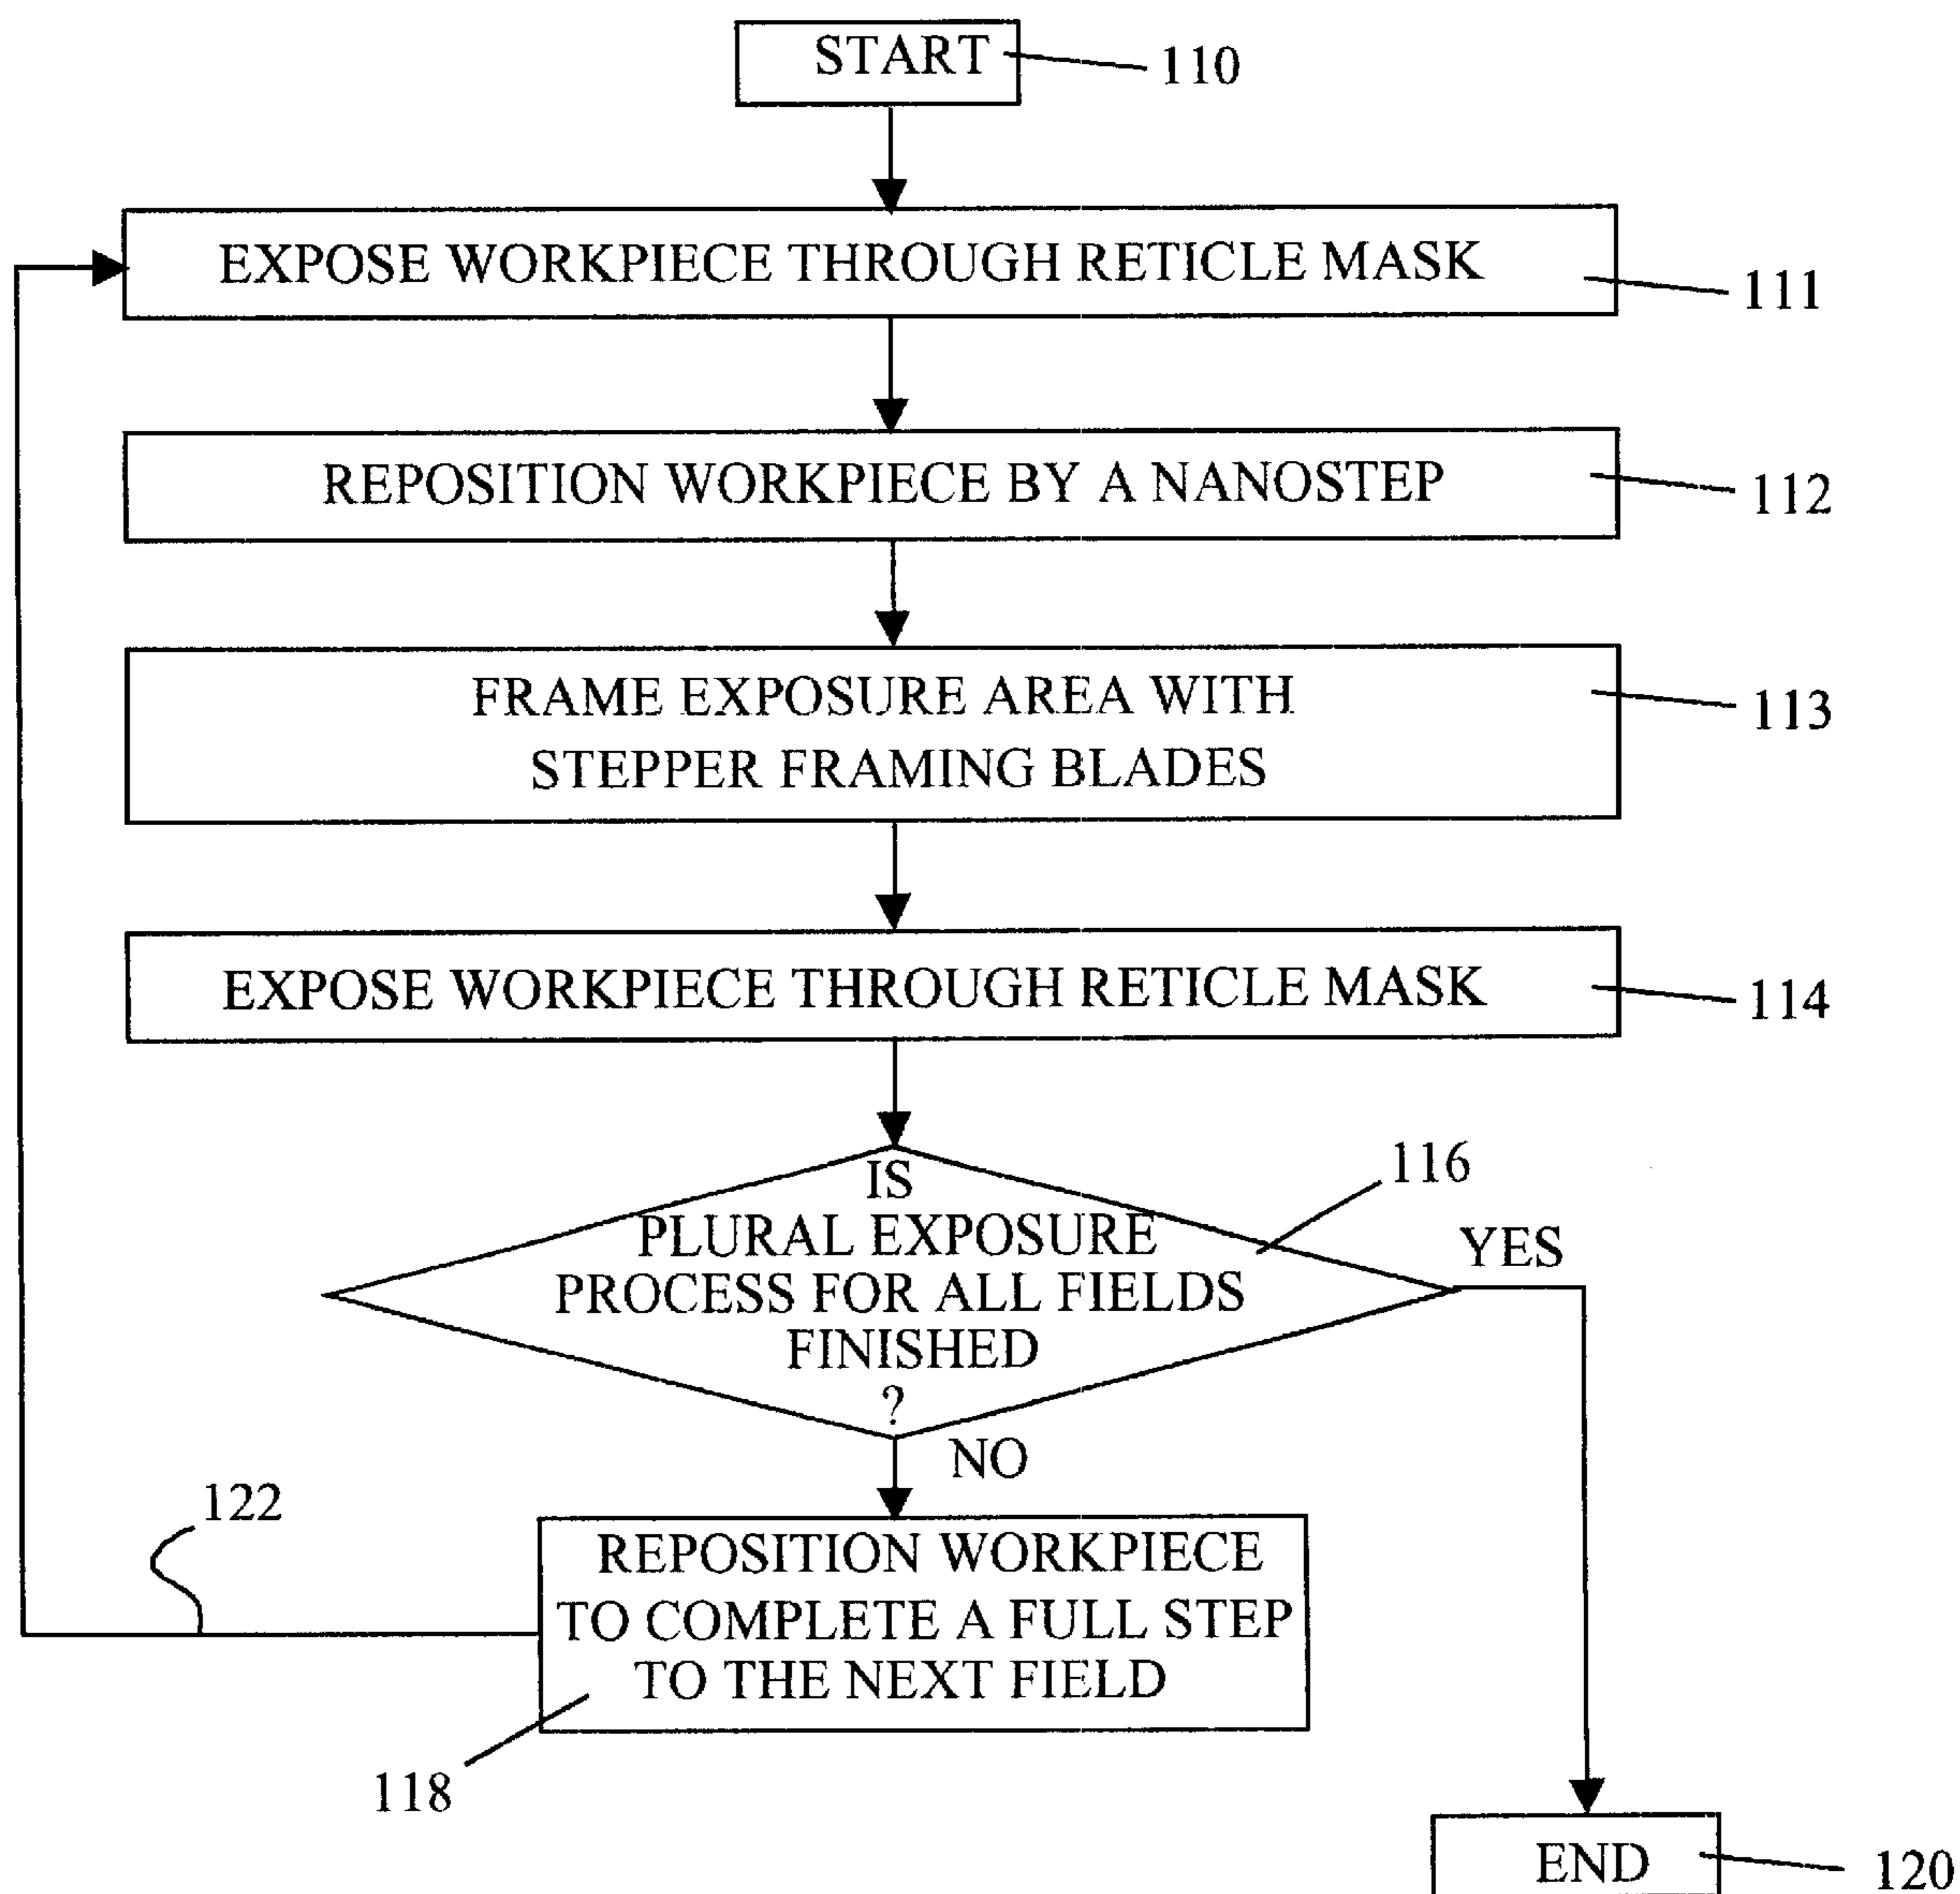 START
110
EXPOSE WORKPIECE THROUGH RETICLE MASK
111
REPOSITION WORKPIECE BY A NANOSTEP
112
FRAME EXPOSURE AREA WITH
STEPPER FRAMING BLADES
113
EXPOSE WORKPIECE THROUGH RETICLE MASK
114
IS
PLURAL EXPOSURE
PROCESS FOR ALL FIELDS
FINISHED
?
116
YES
NO
122
REPOSITION WORKPIECE
TO COMPLETE A FULL STEP
TO THE NEXT FIELD
118
END
120